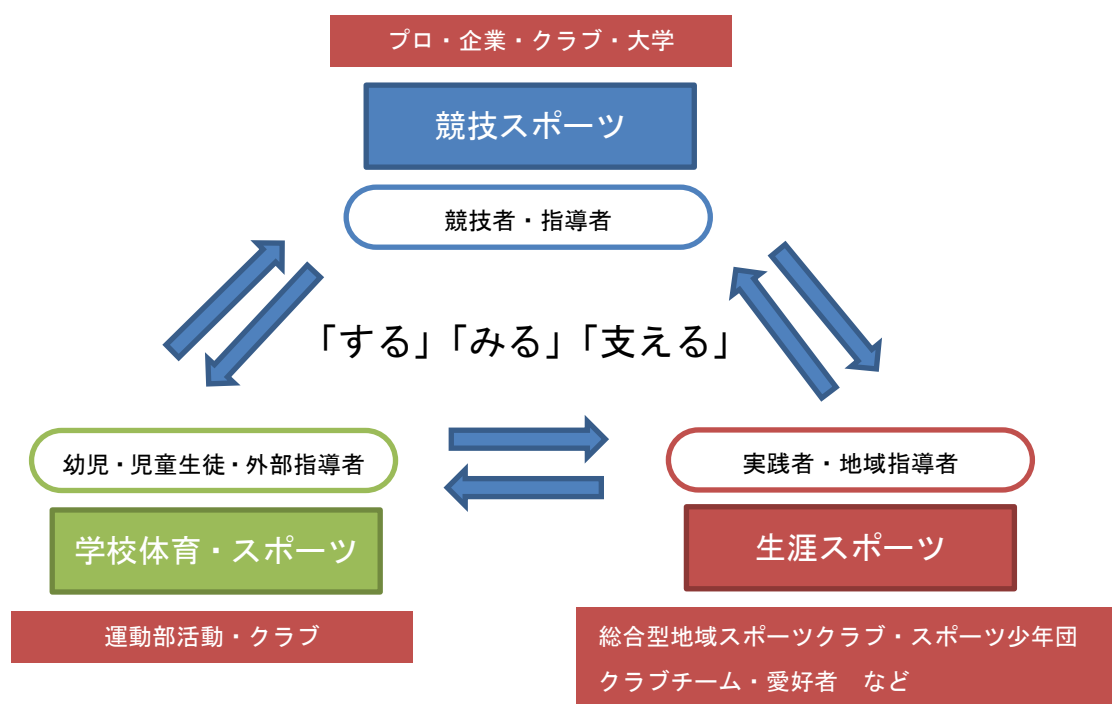 プロ・企業・クラブ・大学
競技スポーツ
競技者・指導者
「する」「みる」「支える」
幼児・児童生徒・外部指導者
学校体育・スポーツ
運動部活動・クラブ
実践者・地域指導者
生涯スポーツ
総合型地域スポーツクラブ・スポーツ少年団
クラブチーム・愛好者　など